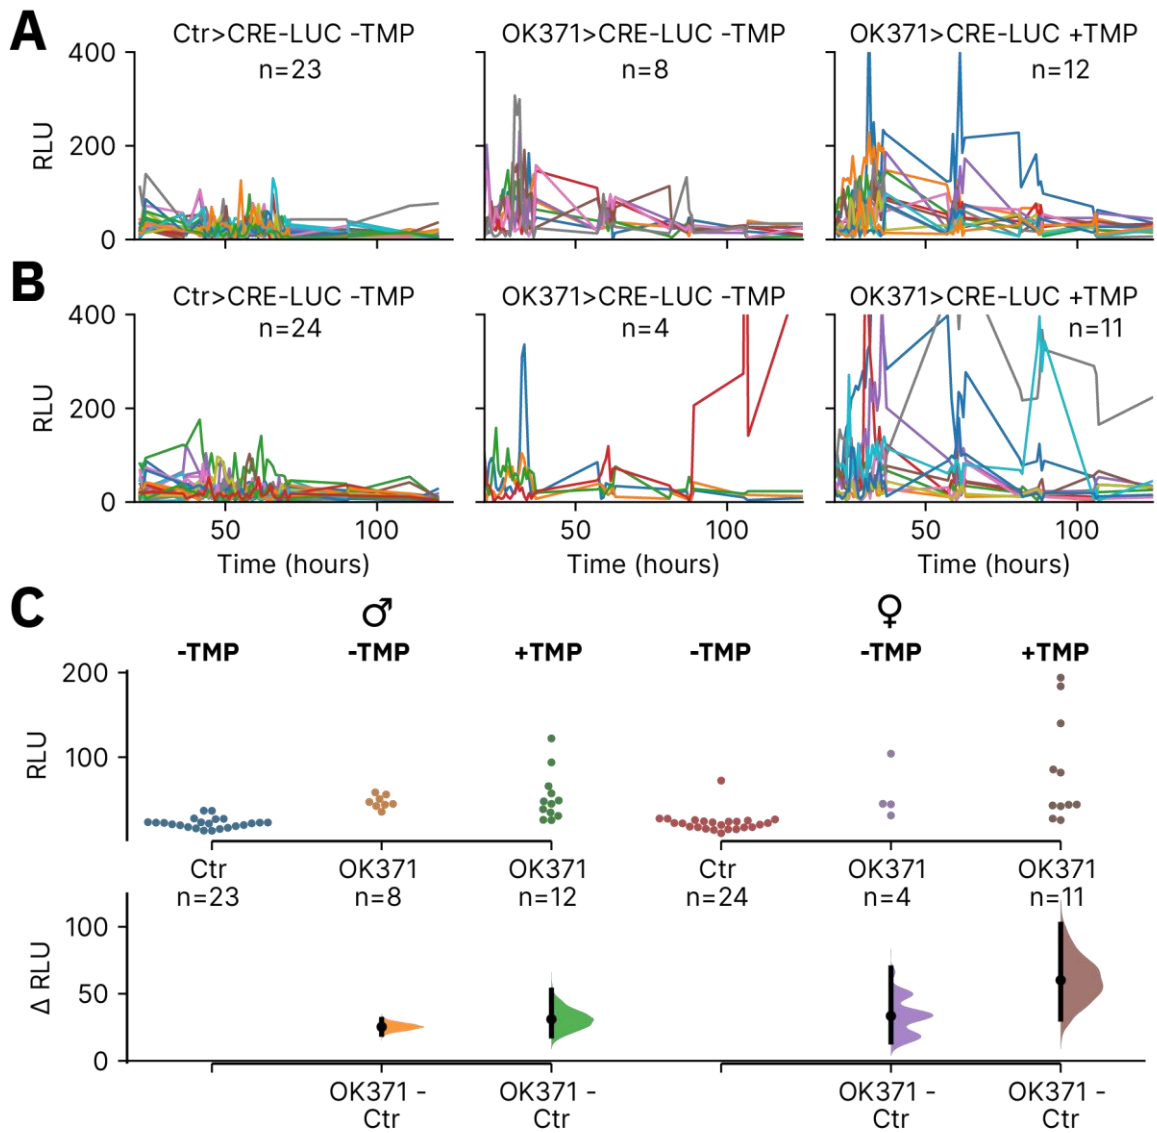 A
Ctr>CRE-LUC -TMP
n=23
OK371>CRE-LUC -TMP
n=8
OK371>CRE-LUC +TMP
n=12
400
200
0
RLU
B
Ctr>CRE-LUC -TMP
n=24
OK371>CRE-LUC -TMP
n=4
OK371>CRE-LUC +TMP
n=11
400
200
0
RLU
50 100
50 100
50 100
Time (hours)
Time (hours)
Time (hours)
C
♂ ♀
-TMP -TMP +TMP -TMP -TMP +TMP
200
100
RLU
Ctr OK371 OK371 Ctr OK371 OK371
n=23 n=8 n=12 n=24 n=4 n=11
100
50
0
Δ RLU
OK371 - OK371 - OK371 - OK371 -
Ctr Ctr Ctr Ctr